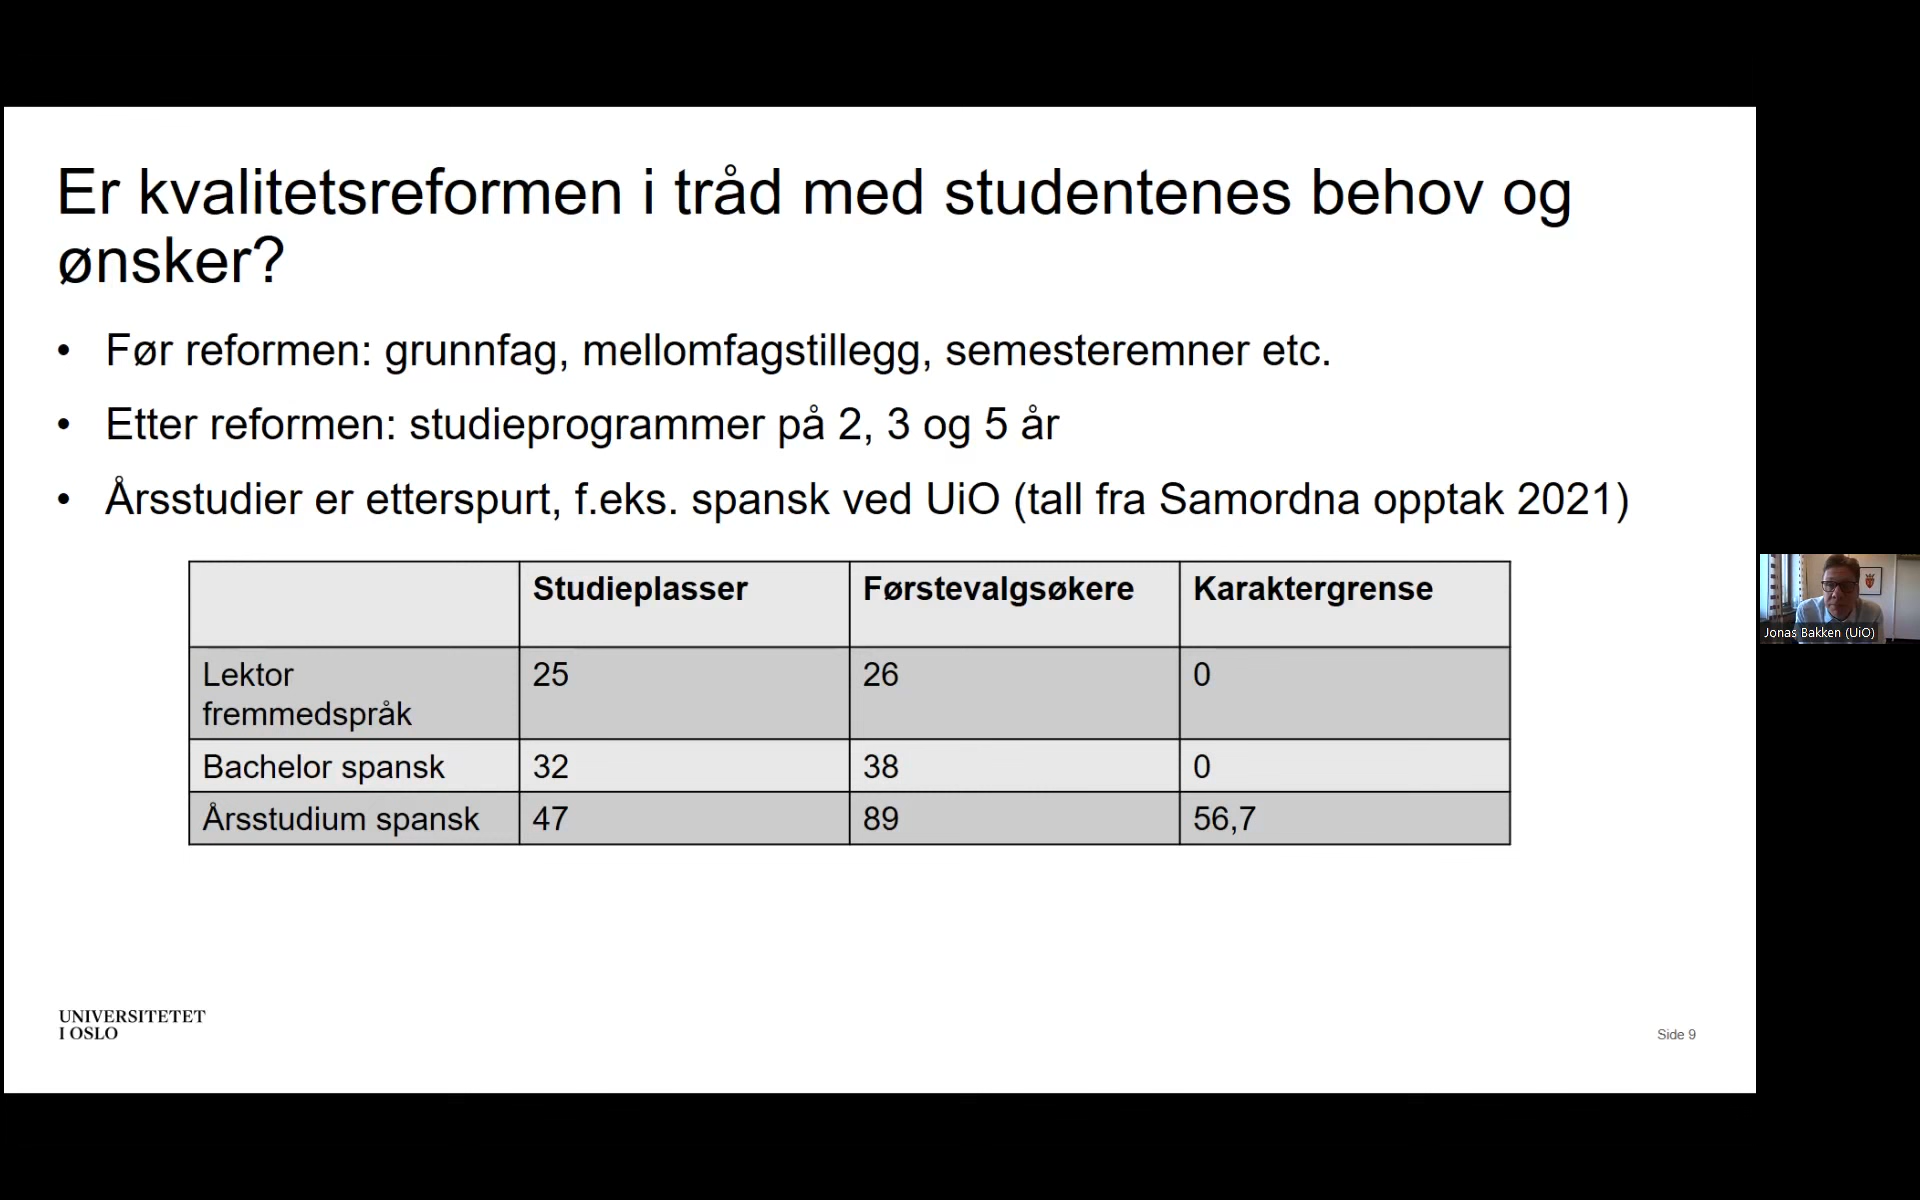 Er kvalitetsreformen i tråd med studentenes behov og
ønsker?
• Før reformen: grunnfag, mellomfagstillegg, semesteremner etc.
• Etter reformen: studieprogrammer på 2, 3 og 5 år
• Årsstudier er etterspurt, f.eks. spansk ved UiO (tall fra Samordna opptak 2021)
Studieplasser Førstevalgsøkere Karaktergrense
Lektor 25 26 0
fremmedspråk
Bachelor spansk 32 38 0
Årsstudium spansk 47 89 56,7
Jonas Bakken (UiO)
UNIVERSITETET
I OSLO
Side 9